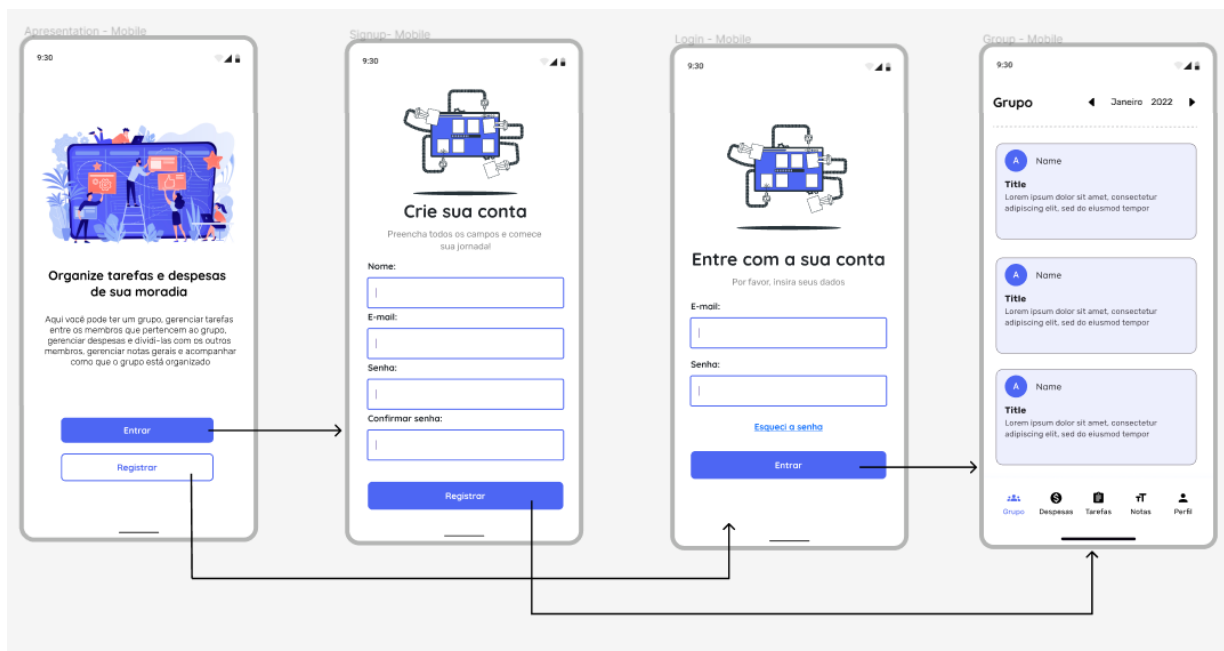 Apresentation - Mobile
9:30
Organize tarefas e despesas
de sua moradia
Aqui você pode ter um grupo, gerenciar tarefas
entre os membros que pertencem ao grupo,
gerenciar despesas e dividí-las com os outros
membros, gerenciar notas gerais e acompanhar
como que o grupo está organizado
Entrar
Registrar
Signup- Mobile
9:30
Crie sua conta
Preencha todos os campos e comece
sua jornada!
Nome:
E-mail:
Senha:
Confirmar senha:
Registrar
Login - Mobile
9:30
Entre com a sua conta
Por favor, insira seus dados
E-mail:
Senha:
Esqueci a senha
Entrar
Group - Mobile
9:30
Grupo Janeiro 2022
A Name
Title
Lorem ipsum dolor sit amet, consectetur
adipiscing elit, sed do eiusmod tempor
A Name
Title
Lorem ipsum dolor sit amet, consectetur
adipiscing elit, sed do eiusmod tempor
A Name
Title
Lorem ipsum dolor sit amet, consectetur
adipiscing elit, sed do eiusmod tempor
Grupo Despesas Tarefas Notas Perfil